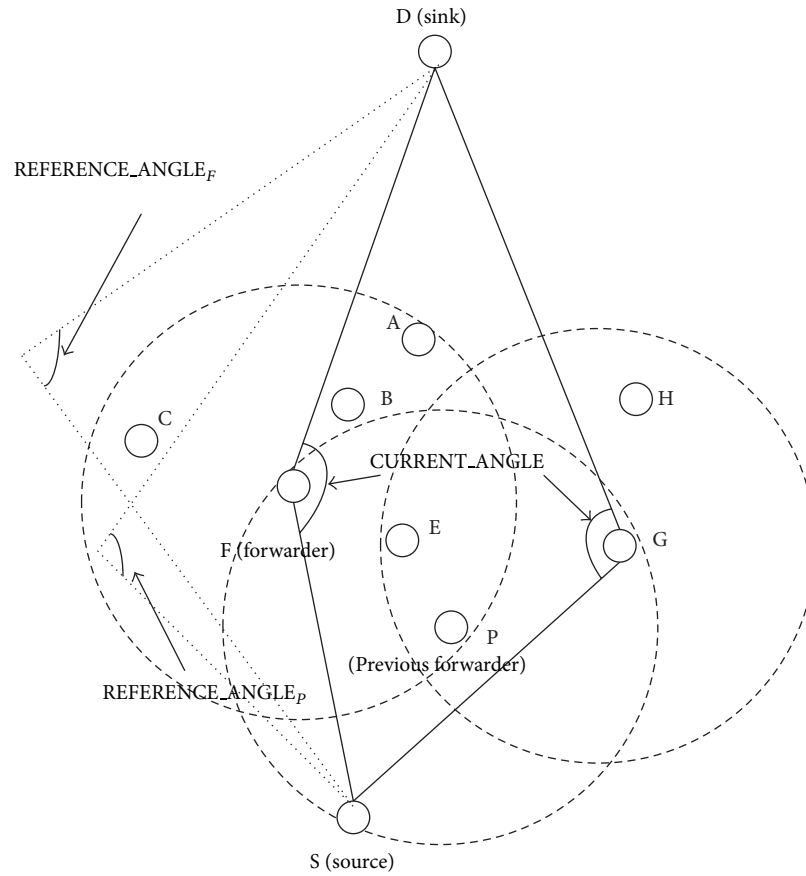 D (sink)
REFERENCE_ANGLE_F
A
B
H
C
CURRENT_ANGLE
E
G
F (forwarder)
P
(Previous forwarder)
REFERENCE_ANGLE_P
S (source)